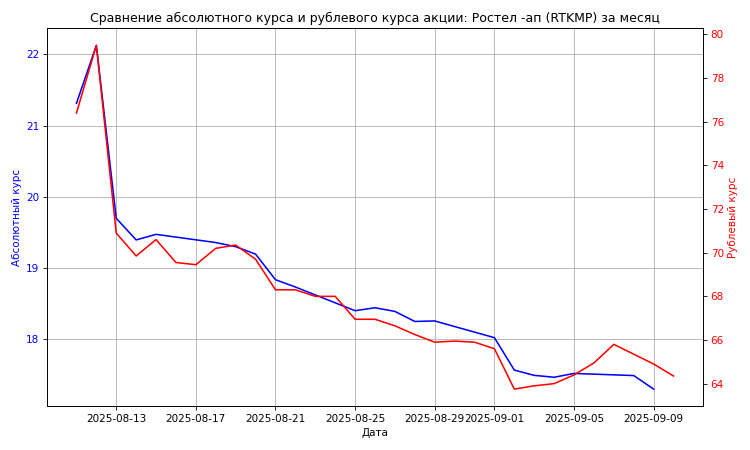 Сравнение абсолютного курса и рублевого курса акции: Ростел -ап (RTKMP) за месяц
22
21
20
19
18
Абсолютный курс
80
78
76
74
72
70
68
66
64
Рублевый курс
2025-08-13 2025-08-17 2025-08-21 2025-08-25 2025-08-29 2025-09-01 2025-09-05 2025-09-09
Дата